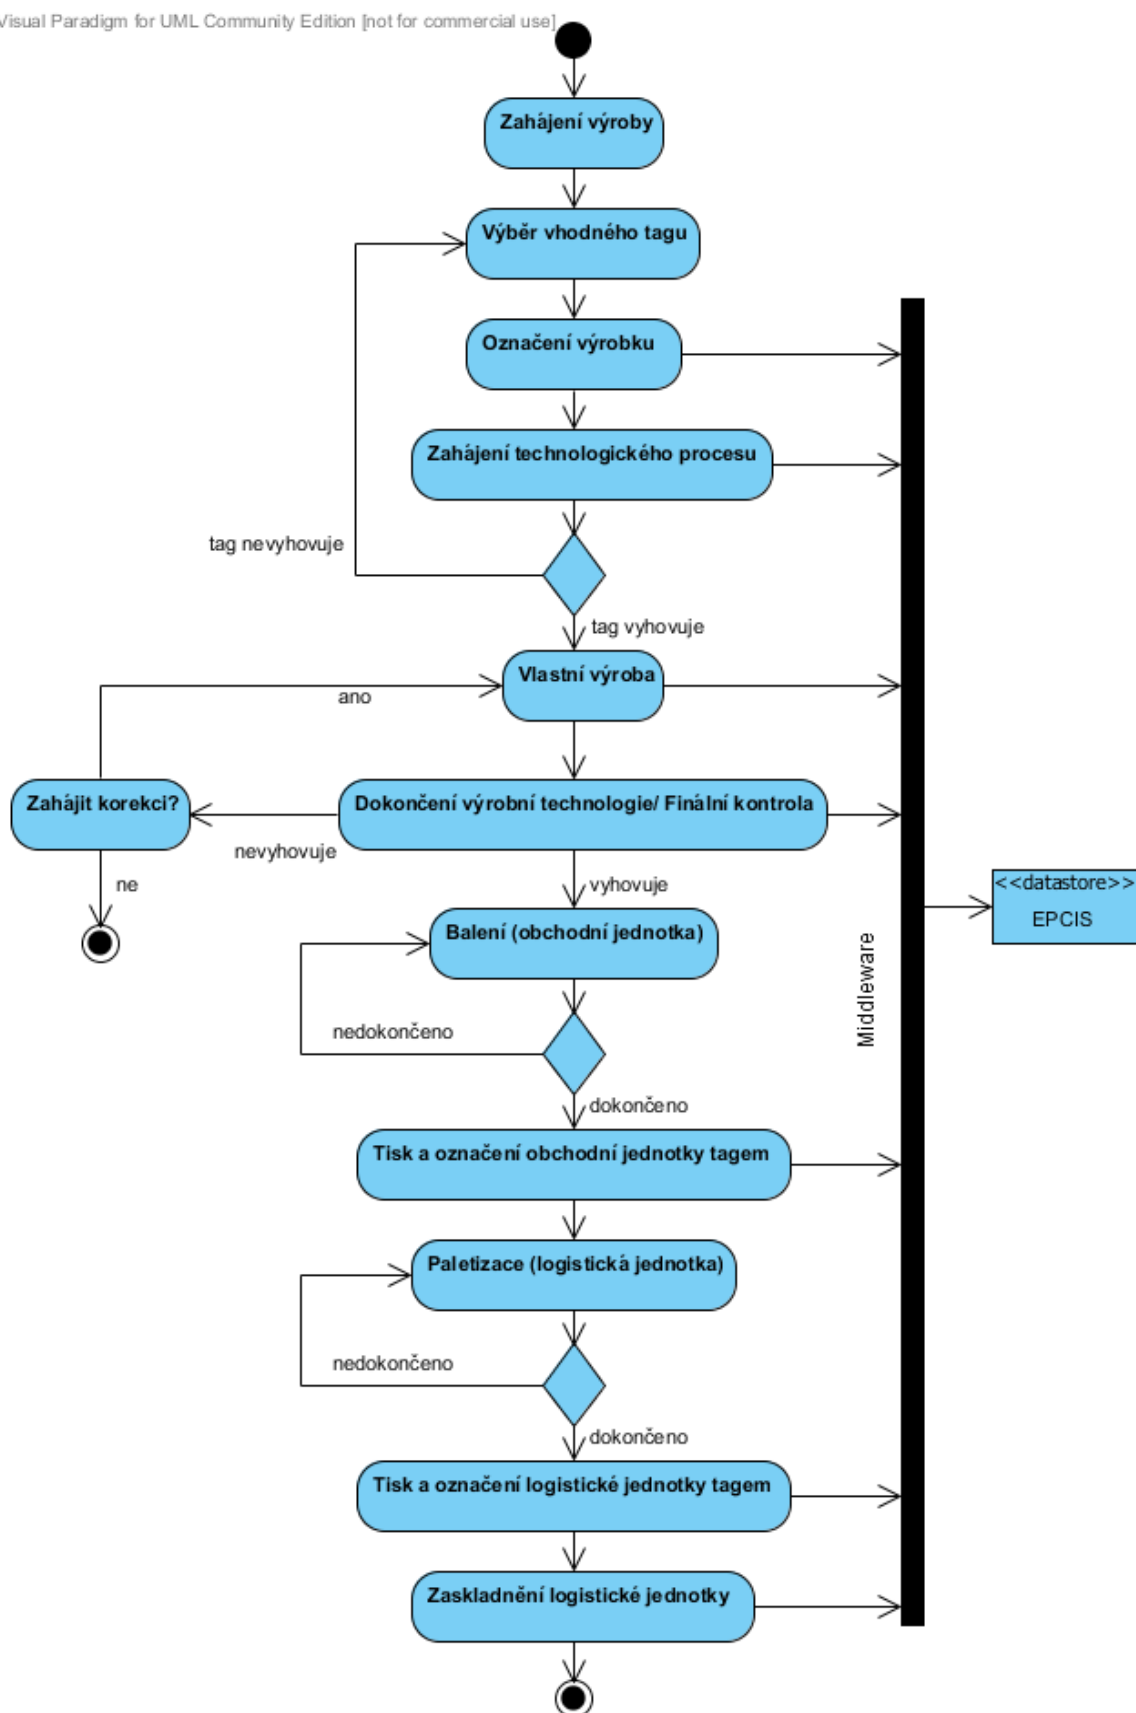 Visual Paradigm for UML Community Edition [not for commercial use]
Zahájení výroby
Výběr vhodného tagu
Označení výrobku
Zahájení technologického procesu
tag nevyhovuje
tag vyhovuje
Vlastní výroba
ano
Zahájit korekci?
Dokončení výrobní technologie/ Finální kontrola
nevyhovuje
vyhovuje
ne
<<datastore>>
EPCIS
Balení (obchodní jednotka)
Middleware
nedokončeno
dokončeno
Tisk a označení obchodní jednotky tagem
Paletizace (logistická jednotka)
nedokončeno
dokončeno
Tisk a označení logistické jednotky tagem
Zaskladnění logistické jednotky